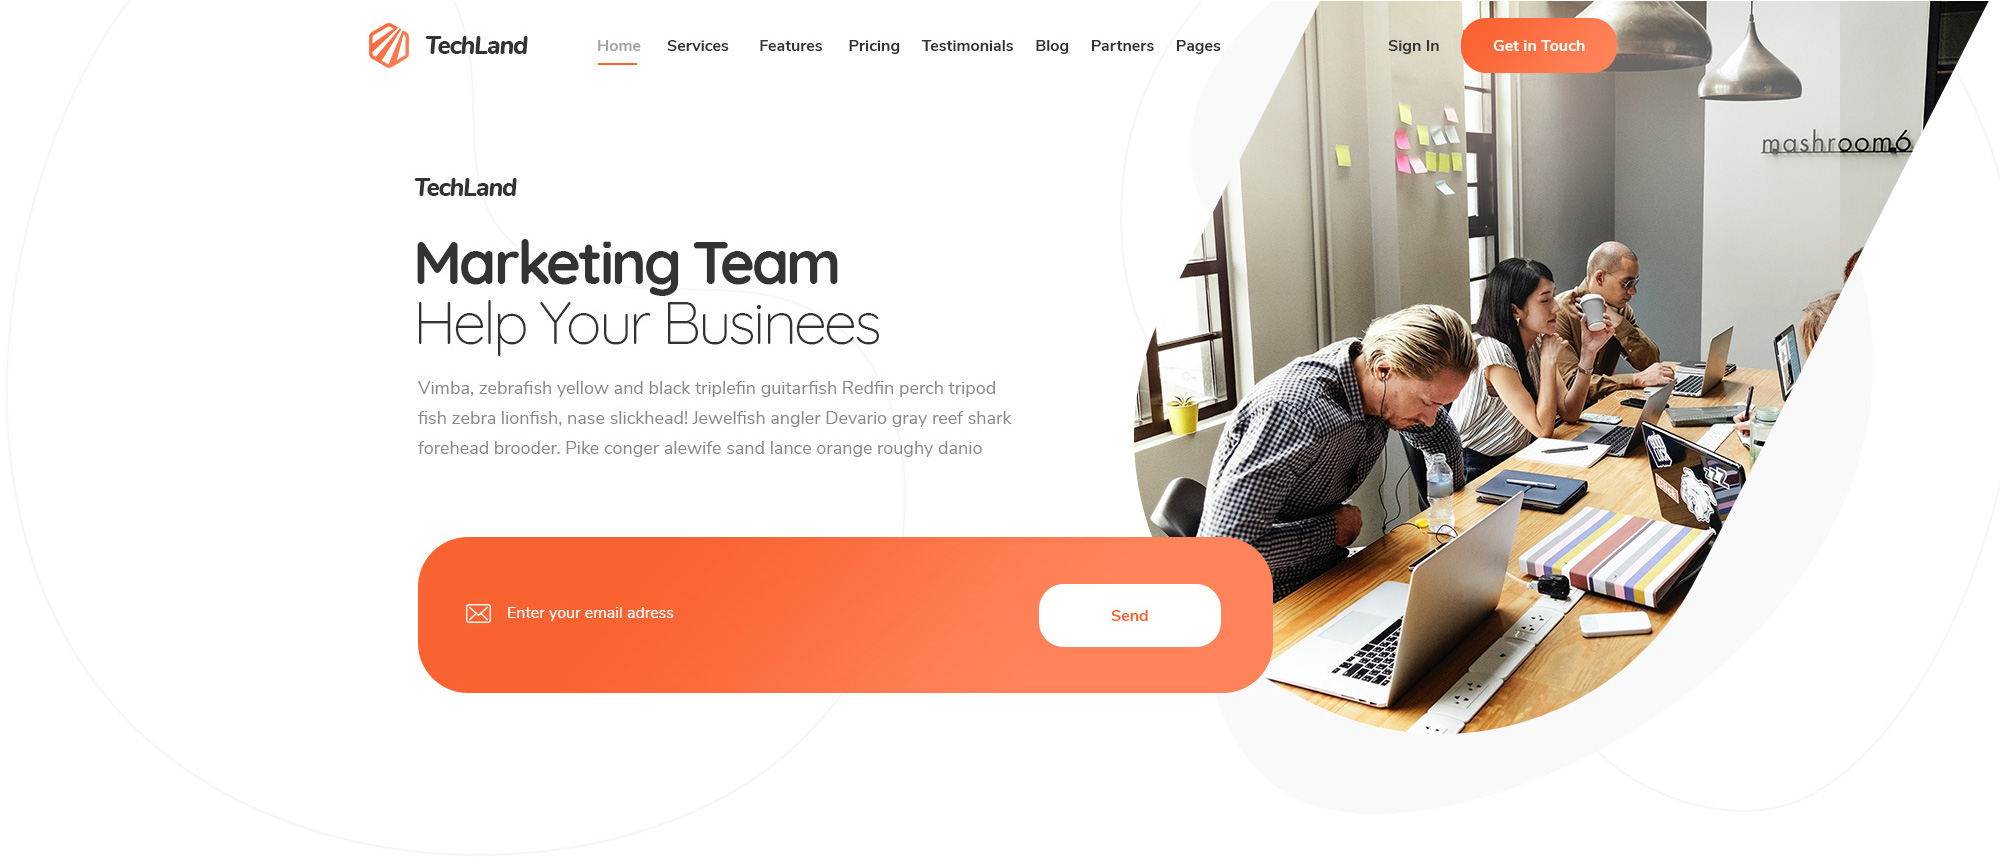 TechLand
Home Services Features Pricing Testimonials Blog Partners Pages
Sign In Get in Touch
mashroom6
TechLand
Marketing Team
Help Your Businees
Vimba, zebrafish yellow and black triplefin guitarfish Redfin perch tripod
fish zebra lionfish, nase slickhead! Jewelfish angler Devario gray reef shark
forehead brooder. Pike conger alewife sand lance orange roughy danio
Enter your email adress
Send